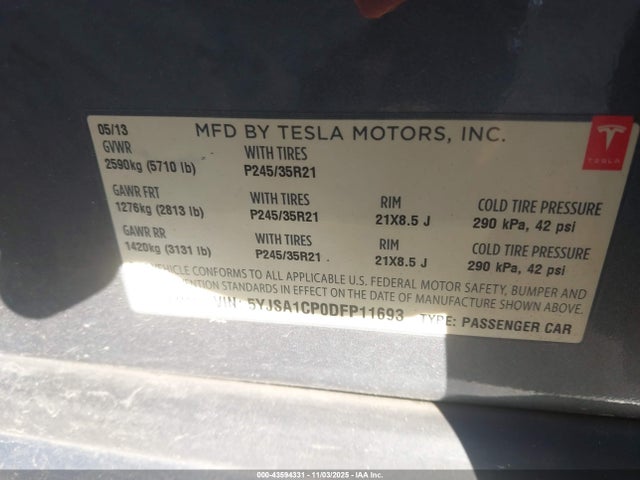 05/13 MFD BY TESLA MOTORS, INC.
GVWR WITH TIRES
2590kg (5710 lb) P245/35R21
TESLA
GAWR FRT WITH TIRES RIM COLD TIRE PRESSURE
1276kg (2813 lb) P245/35R21 21X8.5 J 290 kPa, 42 psi
GAWR RR WITH TIRES RIM COLD TIRE PRESSURE
1420kg (3131 lb) P245/35R21 21X8.5 J 290 kPa, 42 psi
CONFORMS TO ALL APPLICABLE U.S. FEDERAL MOTOR SAFETY, BUMPER AND
PREVENTION STANDARDS IN EFFECT ON THE DATE OF MANUFACTURE SHOWN ABOVE.
VIN: 5YJSA1CP0DFP11693 TYPE: PASSENGER CAR
000-43594331 - 11/03/2025 - IAA Inc.